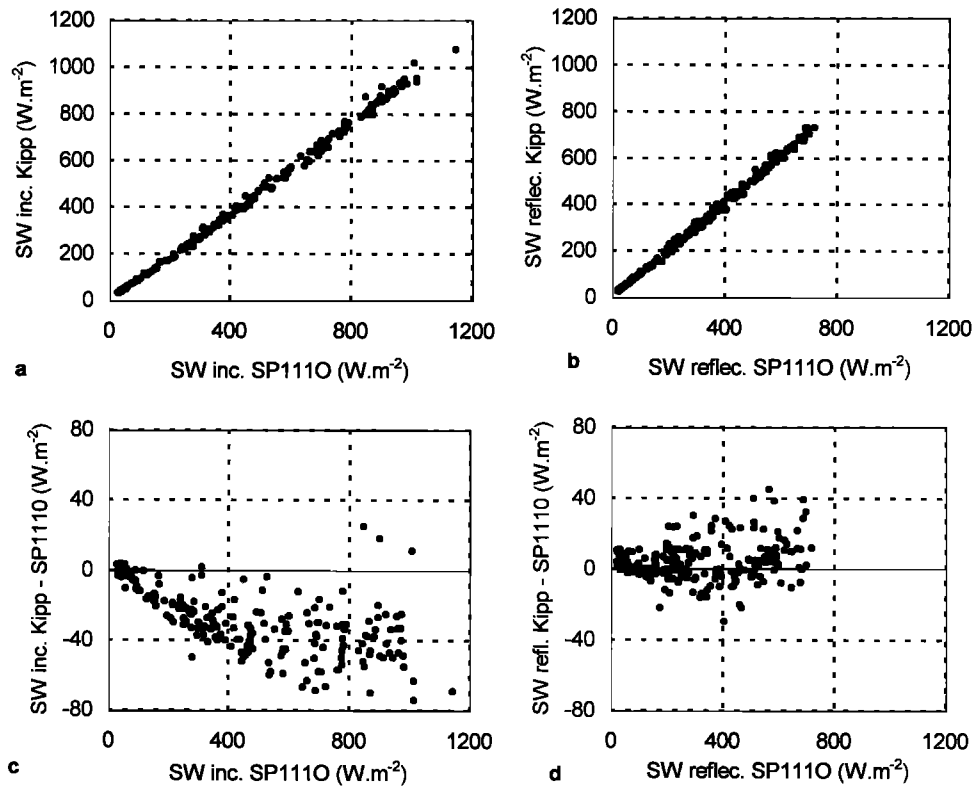 1200
1000
800
600
400
200
0
SW inc. Kipp (W.m-2)
0 400 800 1200
SW inc. SP111O (W.m-2)
a
1200
1000
800
600
400
200
0
SW reflec. Kipp (W.m-2)
0 400 800 1200
SW reflec. SP111O (W.m-2)
b
80
40
0
-40
-80
SW inc. Kipp - SP1110 (W.m-2)
0 400 800 1200
SW inc. SP111O (W.m-2)
c
80
40
0
-40
-80
SW refl. Kipp - SP1110 (W.m-2)
0 400 800 1200
SW reflec. SP111O (W.m-2)
d